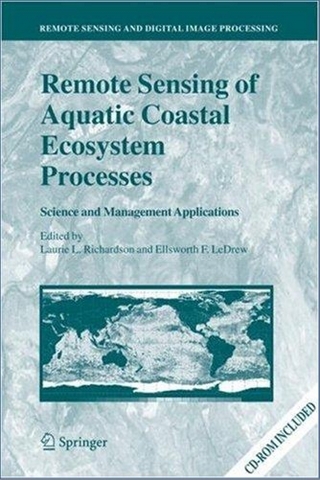 REMOTE SENSING AND DIGITAL IMAGE PROCESSING
Remote Sensing of
Aquatic Coastal
Ecosystem
Processes
Science and Management Applications
Edited by
Laurie L. Richardson and Ellsworth F. LeDrew
Springer
CD-ROM INCLUDED